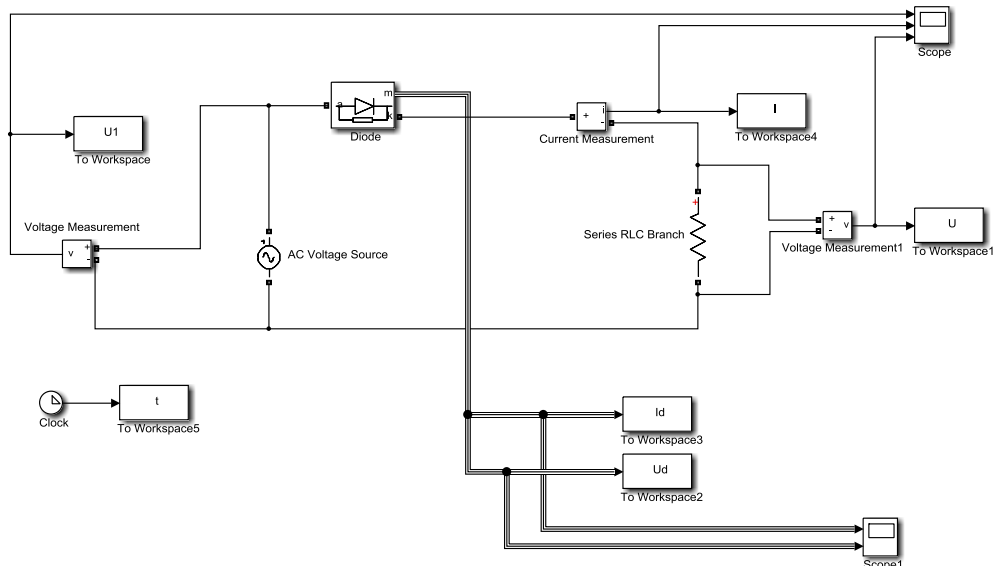 Scope
U1
To Workspace
a
m
k
Diode
+
i
-
Current Measurement
I
To Workspace4
Voltage Measurement
v
+
-
AC Voltage Source
+
Series RLC Branch
+
-
v
Voltage Measurement1
U
To Workspace1
Clock
t
To Workspace5
Id
To Workspace3
Ud
To Workspace2
Scope1